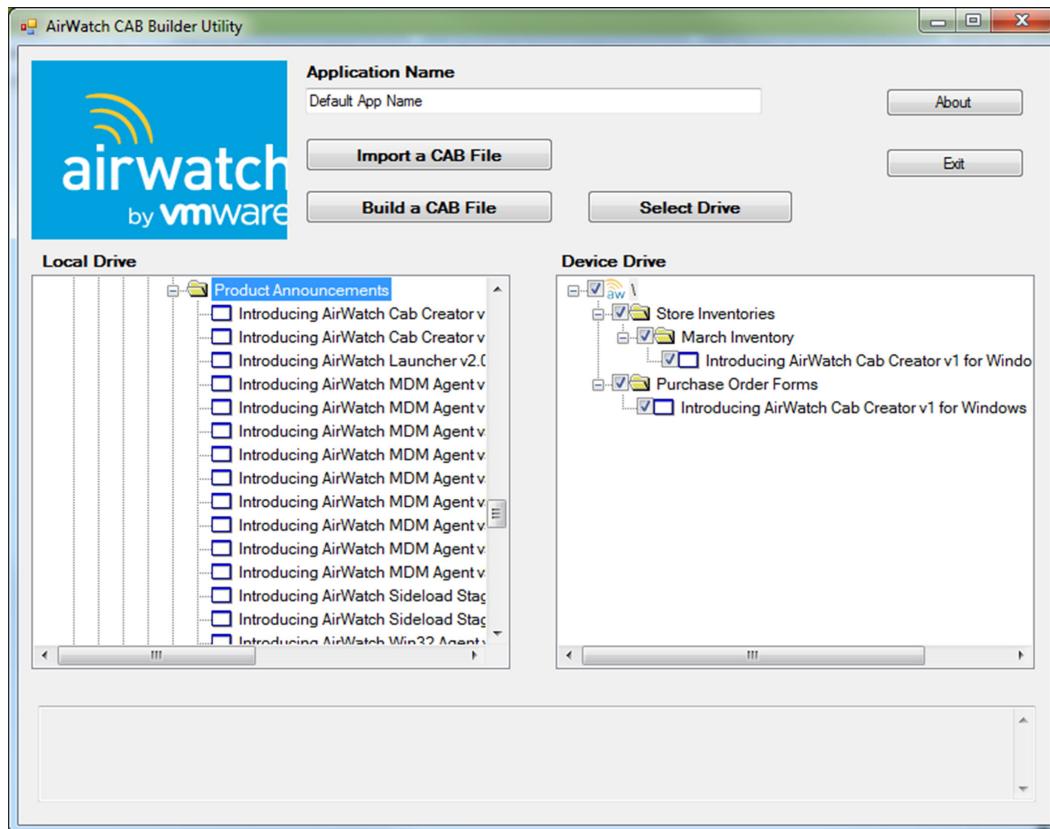 AirWatch CAB Builder Utility
airwatch
by vmware
Application Name
Default App Name
Import a CAB File
Build a CAB File
Select Drive
About
Exit
Local Drive
Product Announcements
Introducing AirWatch Cab Creator v
Introducing AirWatch Cab Creator v
Introducing AirWatch Launcher v2.0
Introducing AirWatch MDM Agent v
Introducing AirWatch MDM Agent v
Introducing AirWatch MDM Agent v
Introducing AirWatch MDM Agent v
Introducing AirWatch MDM Agent v
Introducing AirWatch MDM Agent v
Introducing AirWatch MDM Agent v
Introducing AirWatch MDM Agent v
Introducing AirWatch MDM Agent v
Introducing AirWatch Sideload Stag
Introducing AirWatch Sideload Stag
Introducing AirWatch Win32 Agent v
Device Drive
aw \
Store Inventories
March Inventory
Introducing AirWatch Cab Creator v1 for Windo
Purchase Order Forms
Introducing AirWatch Cab Creator v1 for Windows